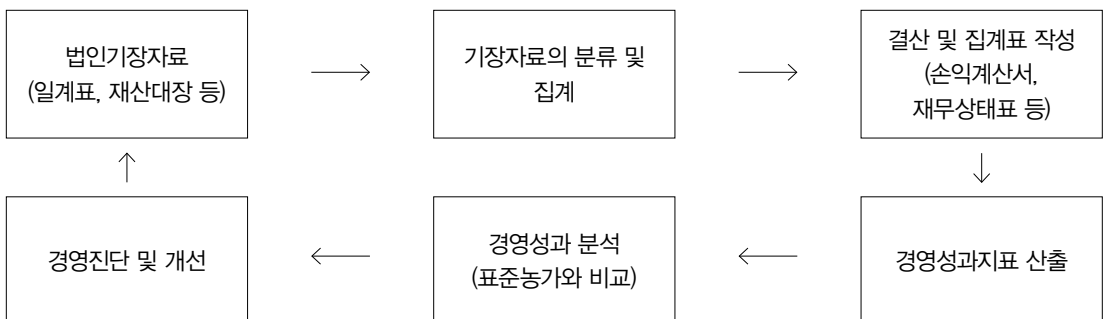 법인기장자료
(일계표, 재산대장 등)
기장자료의 분류 및
집계
결산 및 집계표 작성
(손익계산서,
재무상태표 등)
경영성과지표 산출
경영성과 분석
(표준농가와 비교)
경영진단 및 개선